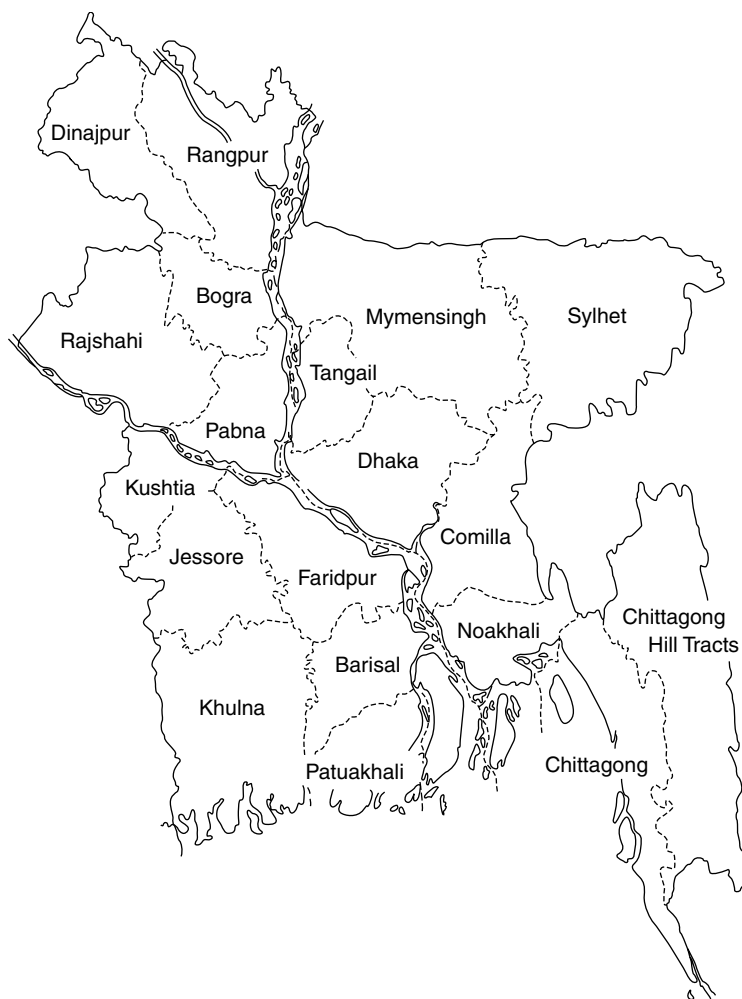 Dinajpur
Rangpur
Bogra
Mymensingh
Sylhet
Rajshahi
Tangail
Pabna
Dhaka
Kushtia
Comilla
Jessore
Faridpur
Chittagong
Hill Tracts
Noakhali
Barisal
Khulna
Patuakhali
Chittagong